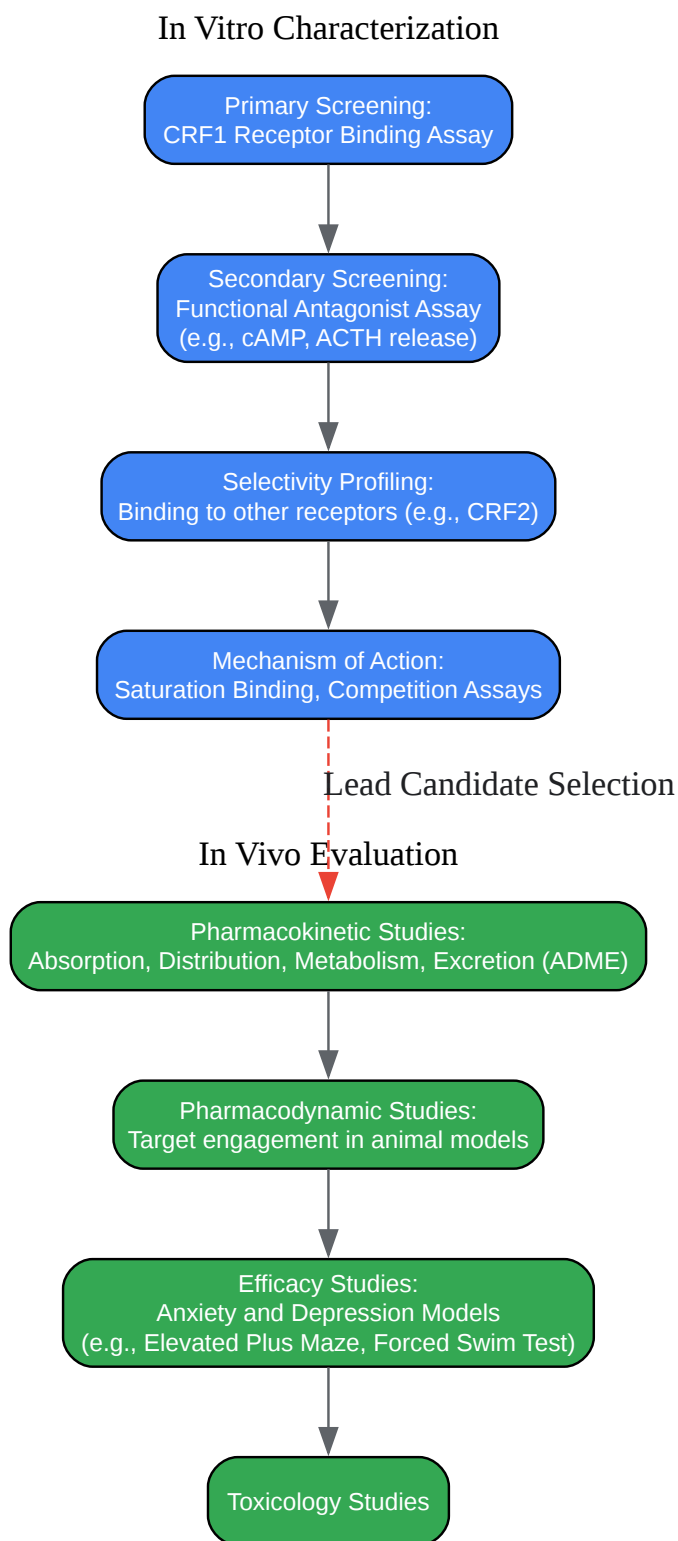 In Vitro Characterization
Primary Screening:
CRF1 Receptor Binding Assay
Secondary Screening:
Functional Antagonist Assay
(e.g., cAMP, ACTH release)
Selectivity Profiling:
Binding to other receptors (e.g., CRF2)
Mechanism of Action:
Saturation Binding, Competition Assays
Lead Candidate Selection
In Vivo Evaluation
Pharmacokinetic Studies:
Absorption, Distribution, Metabolism, Excretion (ADME)
Pharmacodynamic Studies:
Target engagement in animal models
Efficacy Studies:
Anxiety and Depression Models
(e.g., Elevated Plus Maze, Forced Swim Test)
Toxicology Studies